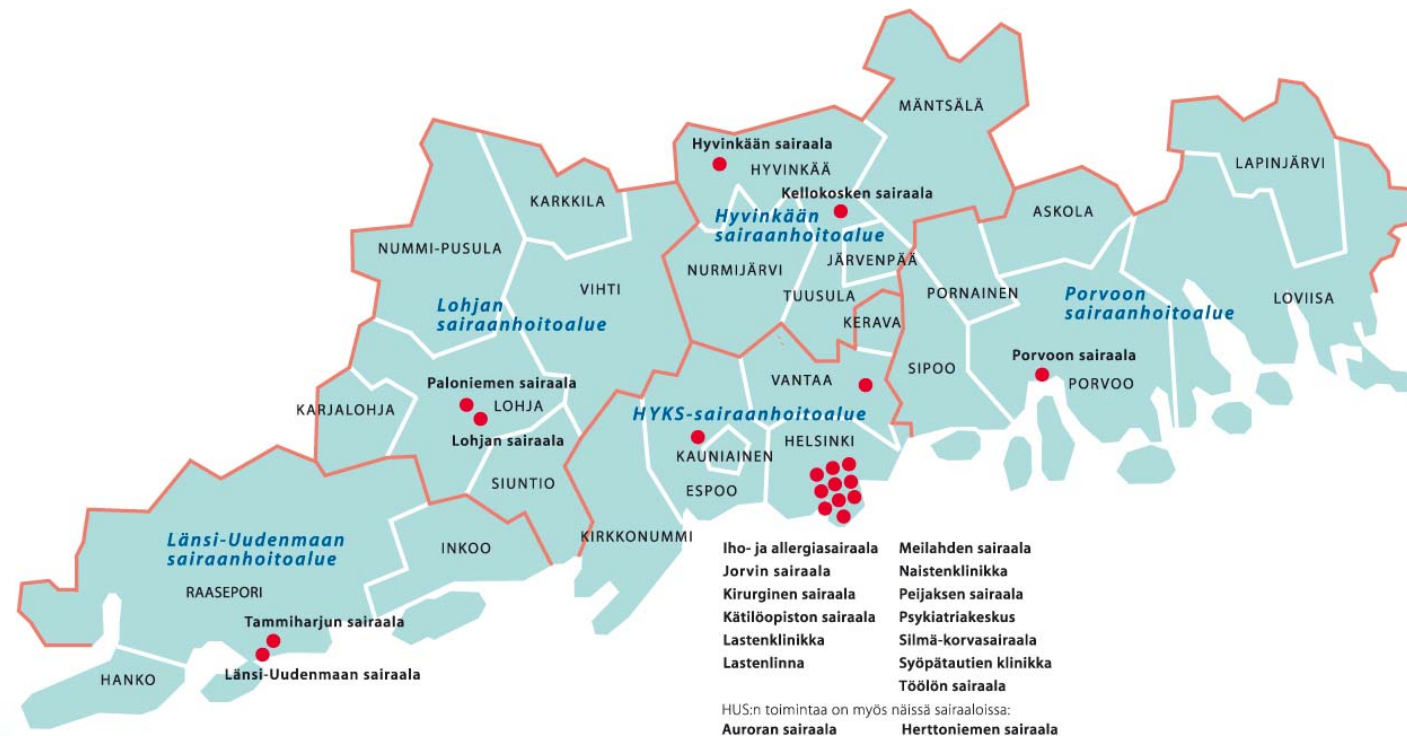 MÄNTSÄLÄ
Hyvinkään sairaala
HYVINKÄÄ
LAPINJÄRVI
KARKKILA
Kellokosken sairaala
ASKOLA
Hyvinkään
sairaanhoitoalue
NUMMI-PUSULA
JÄRVENPÄÄ
NURMIJÄRVI
VIHTI
TUUSULA
PORNAINEN
Porvoon
sairaanhoitoalue
LOVIISA
Lohjan
sairaanhoitoalue
KERAVA
Porvoon sairaala
SIPOO
PORVOO
VANTAA
Paloniemen sairaala
KARJALOHJA
LOHJA
HYKS-sairaanhoitoalue
Lohjan sairaala
HELSINKI
KAUNIAINEN
SIUNTIO
ESPOO
Länsi-Uudenmaan
sairaanhoitoalue
INKOO
KIRKKONUMMI
RAASEPORI
Tammiharjun sairaala
HANKO
Länsi-Uudenmaan sairaala
Iho- ja allergiasairaala Meilahden sairaala
Jorvin sairaala Naistenklinikka
Kirurginen sairaala Peijaksen sairaala
Kätilöopiston sairaala Psykiatriakeskus
Lastenklinikka Silmä-korvasairaala
Lastenlinna Syöpätautien klinikka
Töölön sairaala
HUS:n toimintaa on myös näissä sairaaloissa:
Auroran sairaala Herttoniemen sairaala